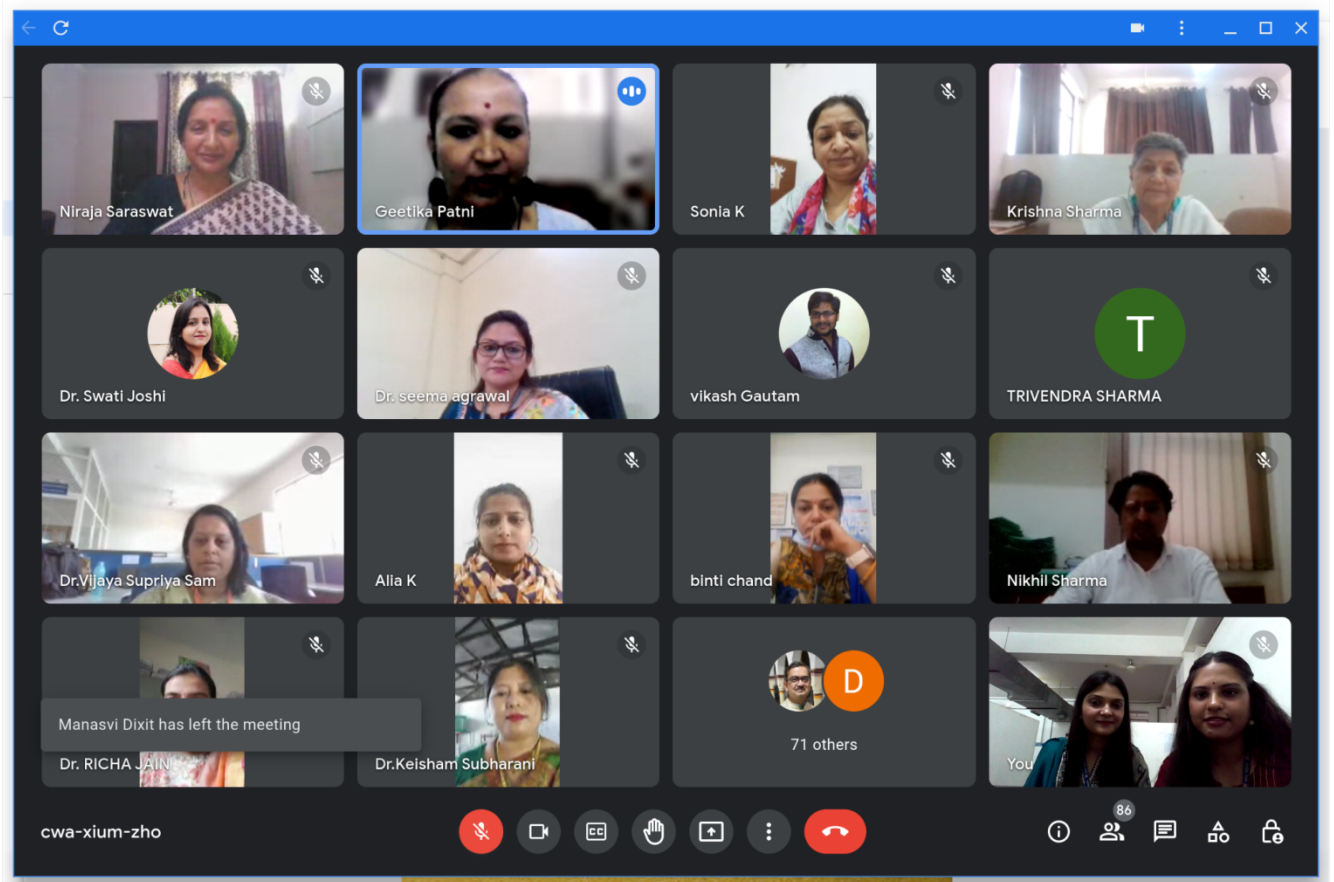 Niraja Saraswat
Geetika Patni
Sonia K
Krishna Sharma
Dr. Swati Joshi
Dr. seema agrawal
vikash Gautam
T
TRIVENDRA SHARMA
Dr.Vijaya Supriya Sam
Alia K
binti chand
Nikhil Sharma
Manasvi Dixit has left the meeting
Dr. RICHA JAIN
Dr.Keisham Subharani
D
71 others
You
cwa-xium-zho
CC
86